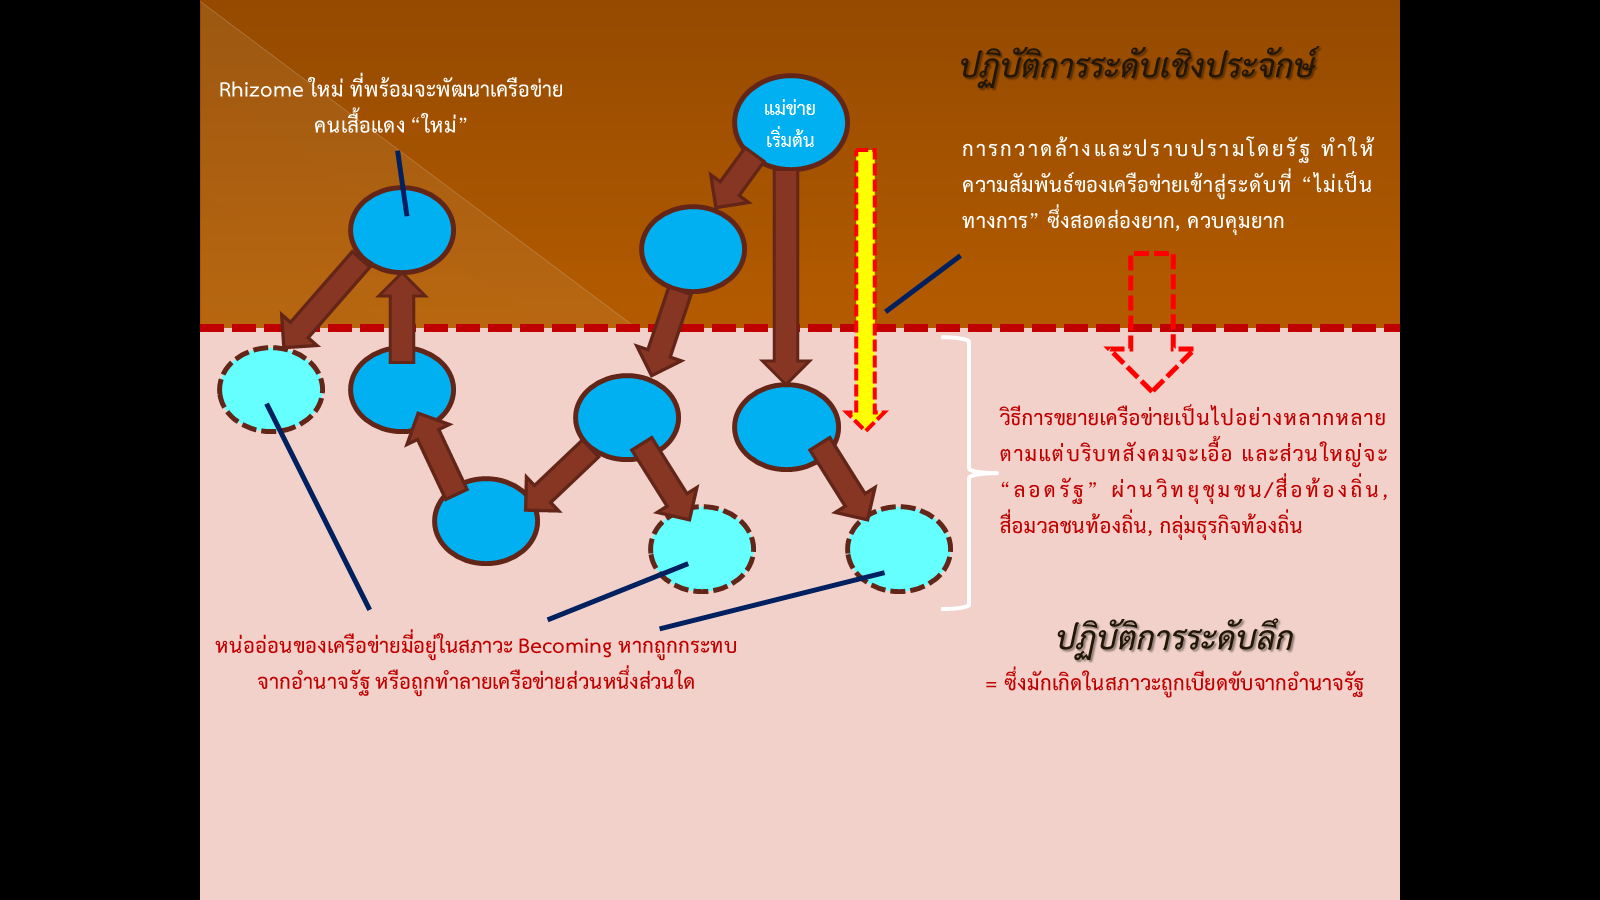 ปฏิบัติการระดับเชิงประจักษ์
Rhizome ใหม่ ที่พร้อมจะพัฒนาเครือข่าย
คนเสื้อแดง “ใหม่”
แม่ข่าย
เริ่มต้น
การกวาดล้างและปราบปรามโดยรัฐ ทำให้
ความสัมพันธ์ของเครือข่ายเข้าสู่ระดับที่ “ไม่เป็น
ทางการ” ซึ่งสอดส่องยาก, ควบคุมยาก
วิธีการขยายเครือข่ายเป็นไปอย่างหลากหลาย
ตามแต่บริบทสังคมจะเอื้อ และส่วนใหญ่จะ
“ลอดรัฐ” ผ่านวิทยุชุมชน/สื่อท้องถิ่น,
สื่อมวลชนท้องถิ่น, กลุ่มธุรกิจท้องถิ่น
หน่ออ่อนของเครือข่ายมี่อยู่ในสภาวะ Becoming หากถูกกระทบ
จากอำนาจรัฐ หรือถูกทำลายเครือข่ายส่วนหนึ่งส่วนใด
ปฏิบัติการระดับลึก
= ซึ่งมักเกิดในสภาวะถูกเบียดขับจากอำนาจรัฐ